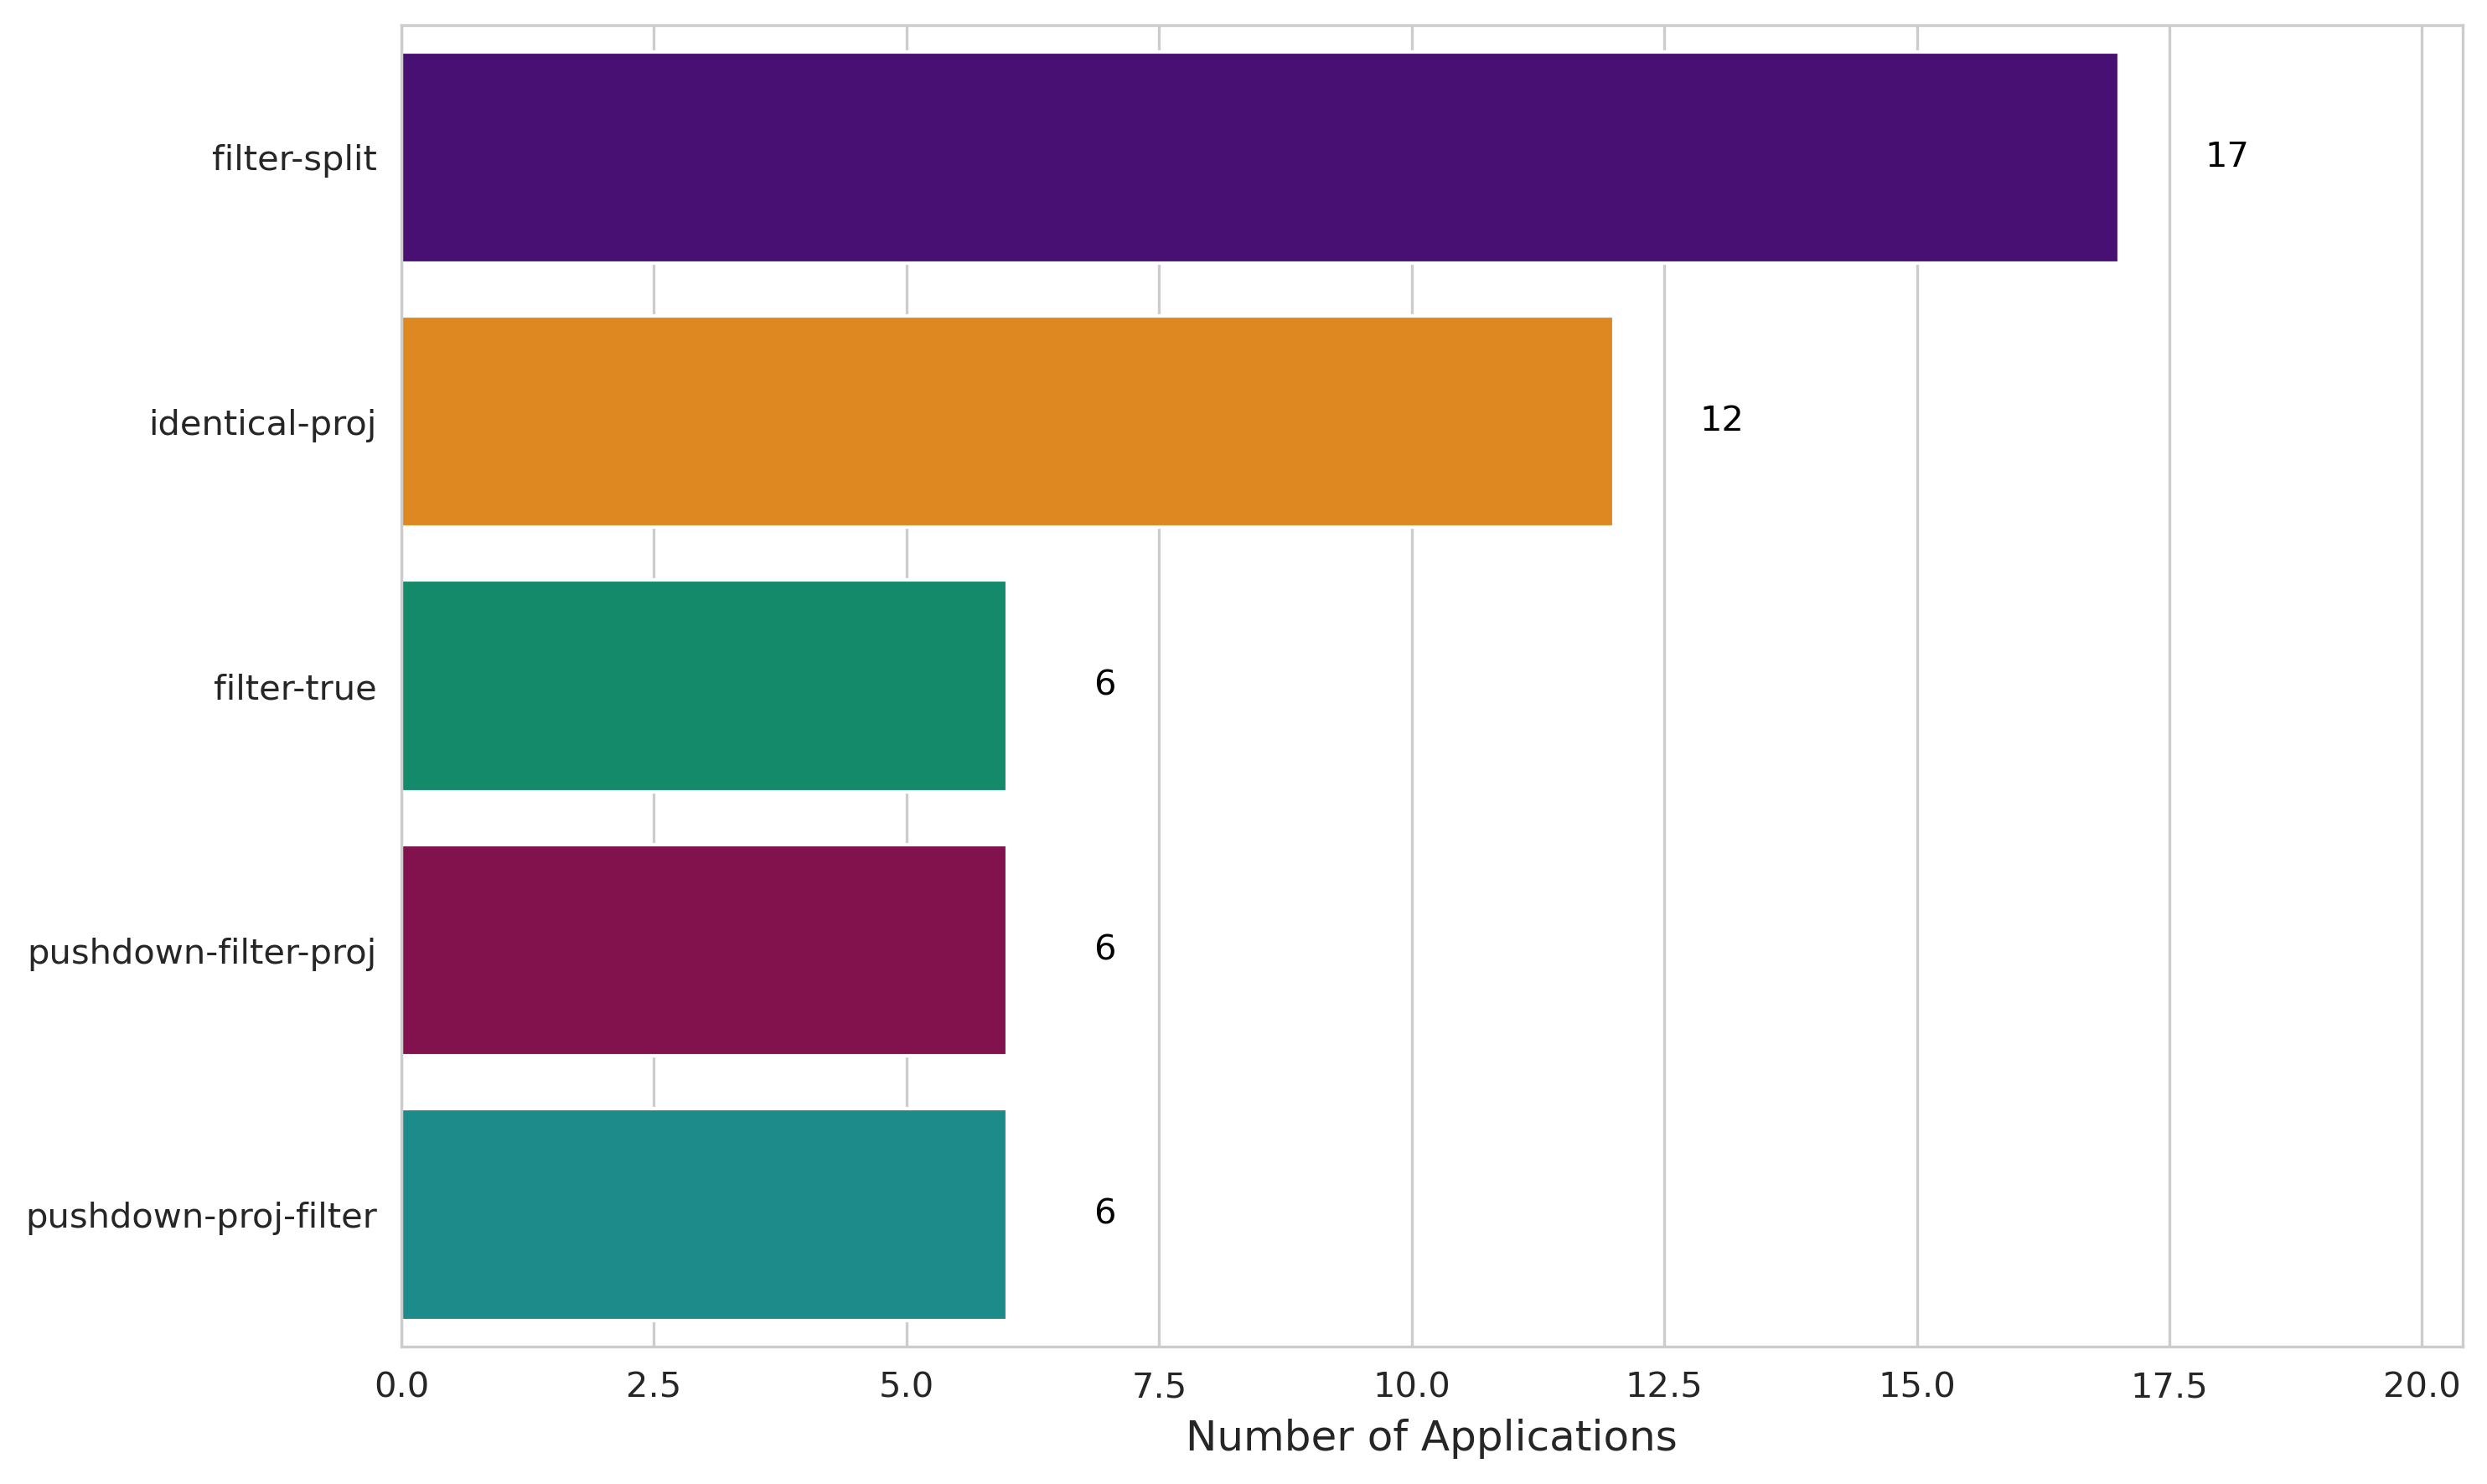 filter-split
17
identical-proj
12
filter-true
6
pushdown-filter-proj
6
pushdown-proj-filter
6
0.0 2.5 5.0 7.5 10.0 12.5 15.0 17.5 20.0
Number of Applications